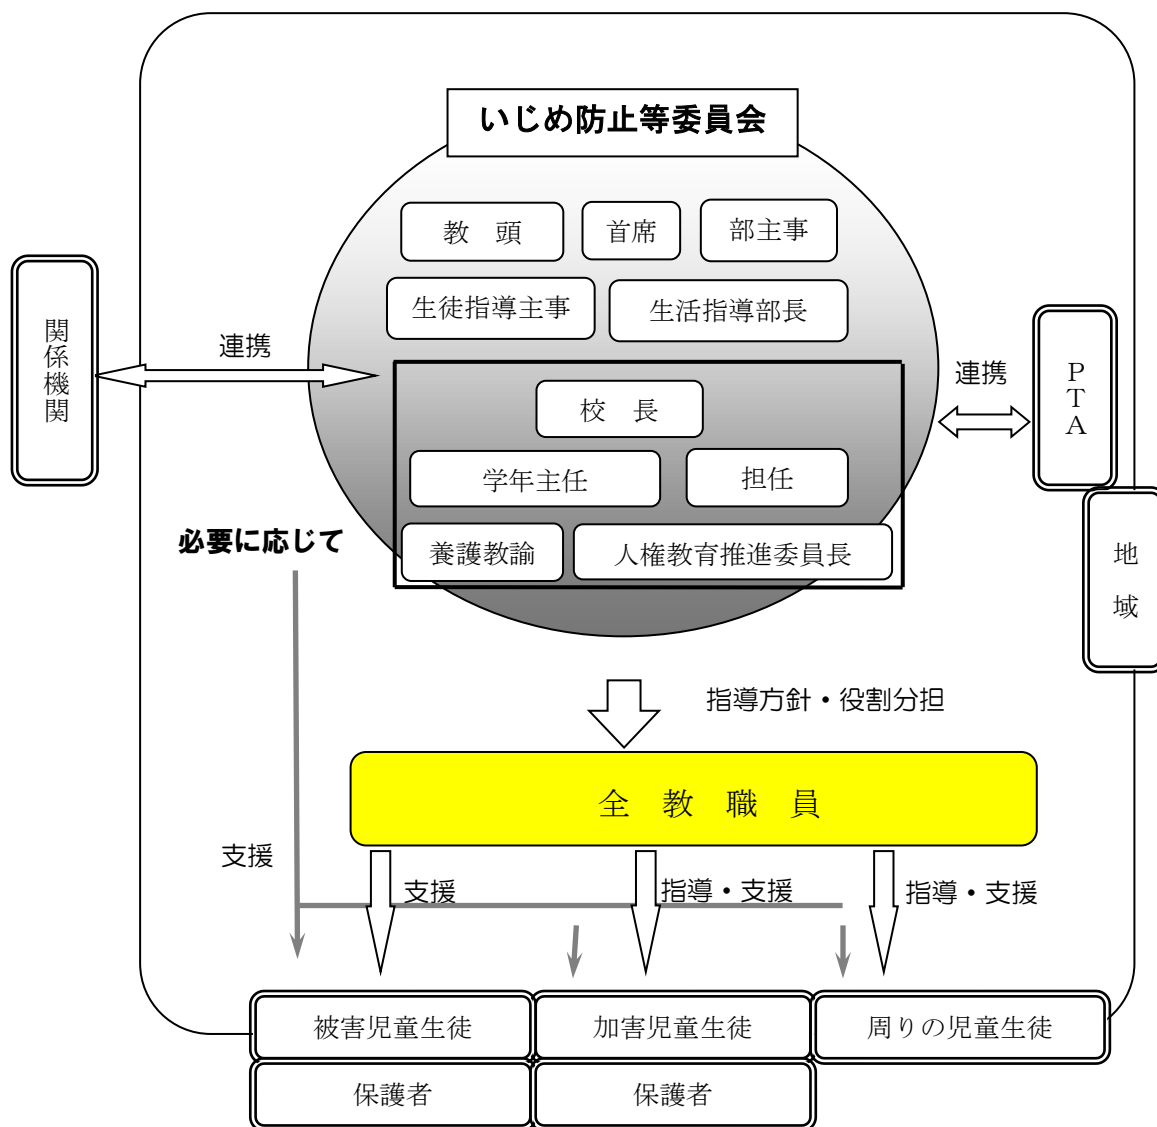 いじめ防止等委員会
教　頭
首席
部主事
生徒指導主事
生活指導部長
関係機関
連携
校　長
学年主任
担任
養護教諭
人権教育推進委員長
連携
PTA
地域
必要に応じて
指導方針・役割分担
全　教　職　員
支援
支援
指導・支援
指導・支援
被害児童生徒
加害児童生徒
周りの児童生徒
保護者
保護者